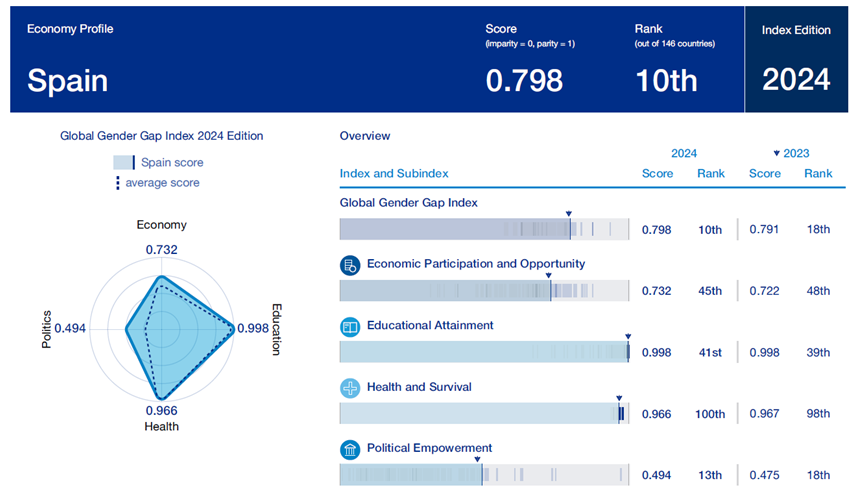 Economy Profile
Spain
Score
(imparity = 0, parity = 1)
0.798
Rank
(out of 146 countries)
10th
Index Edition
2024
Global Gender Gap Index 2024 Edition
Spain score
average score
Economy
0.732
Politics
0.494
0.998
Education
0.966
Health
Overview
2024
2023
Index and Subindex
Score
Rank
Score
Rank
Global Gender Gap Index
0.798
10th
0.791
18th
Economic Participation and Opportunity
0.732
45th
0.722
48th
Educational Attainment
0.998
41st
0.998
39th
Health and Survival
0.966
100th
0.967
98th
Political Empowerment
0.494
13th
0.475
18th